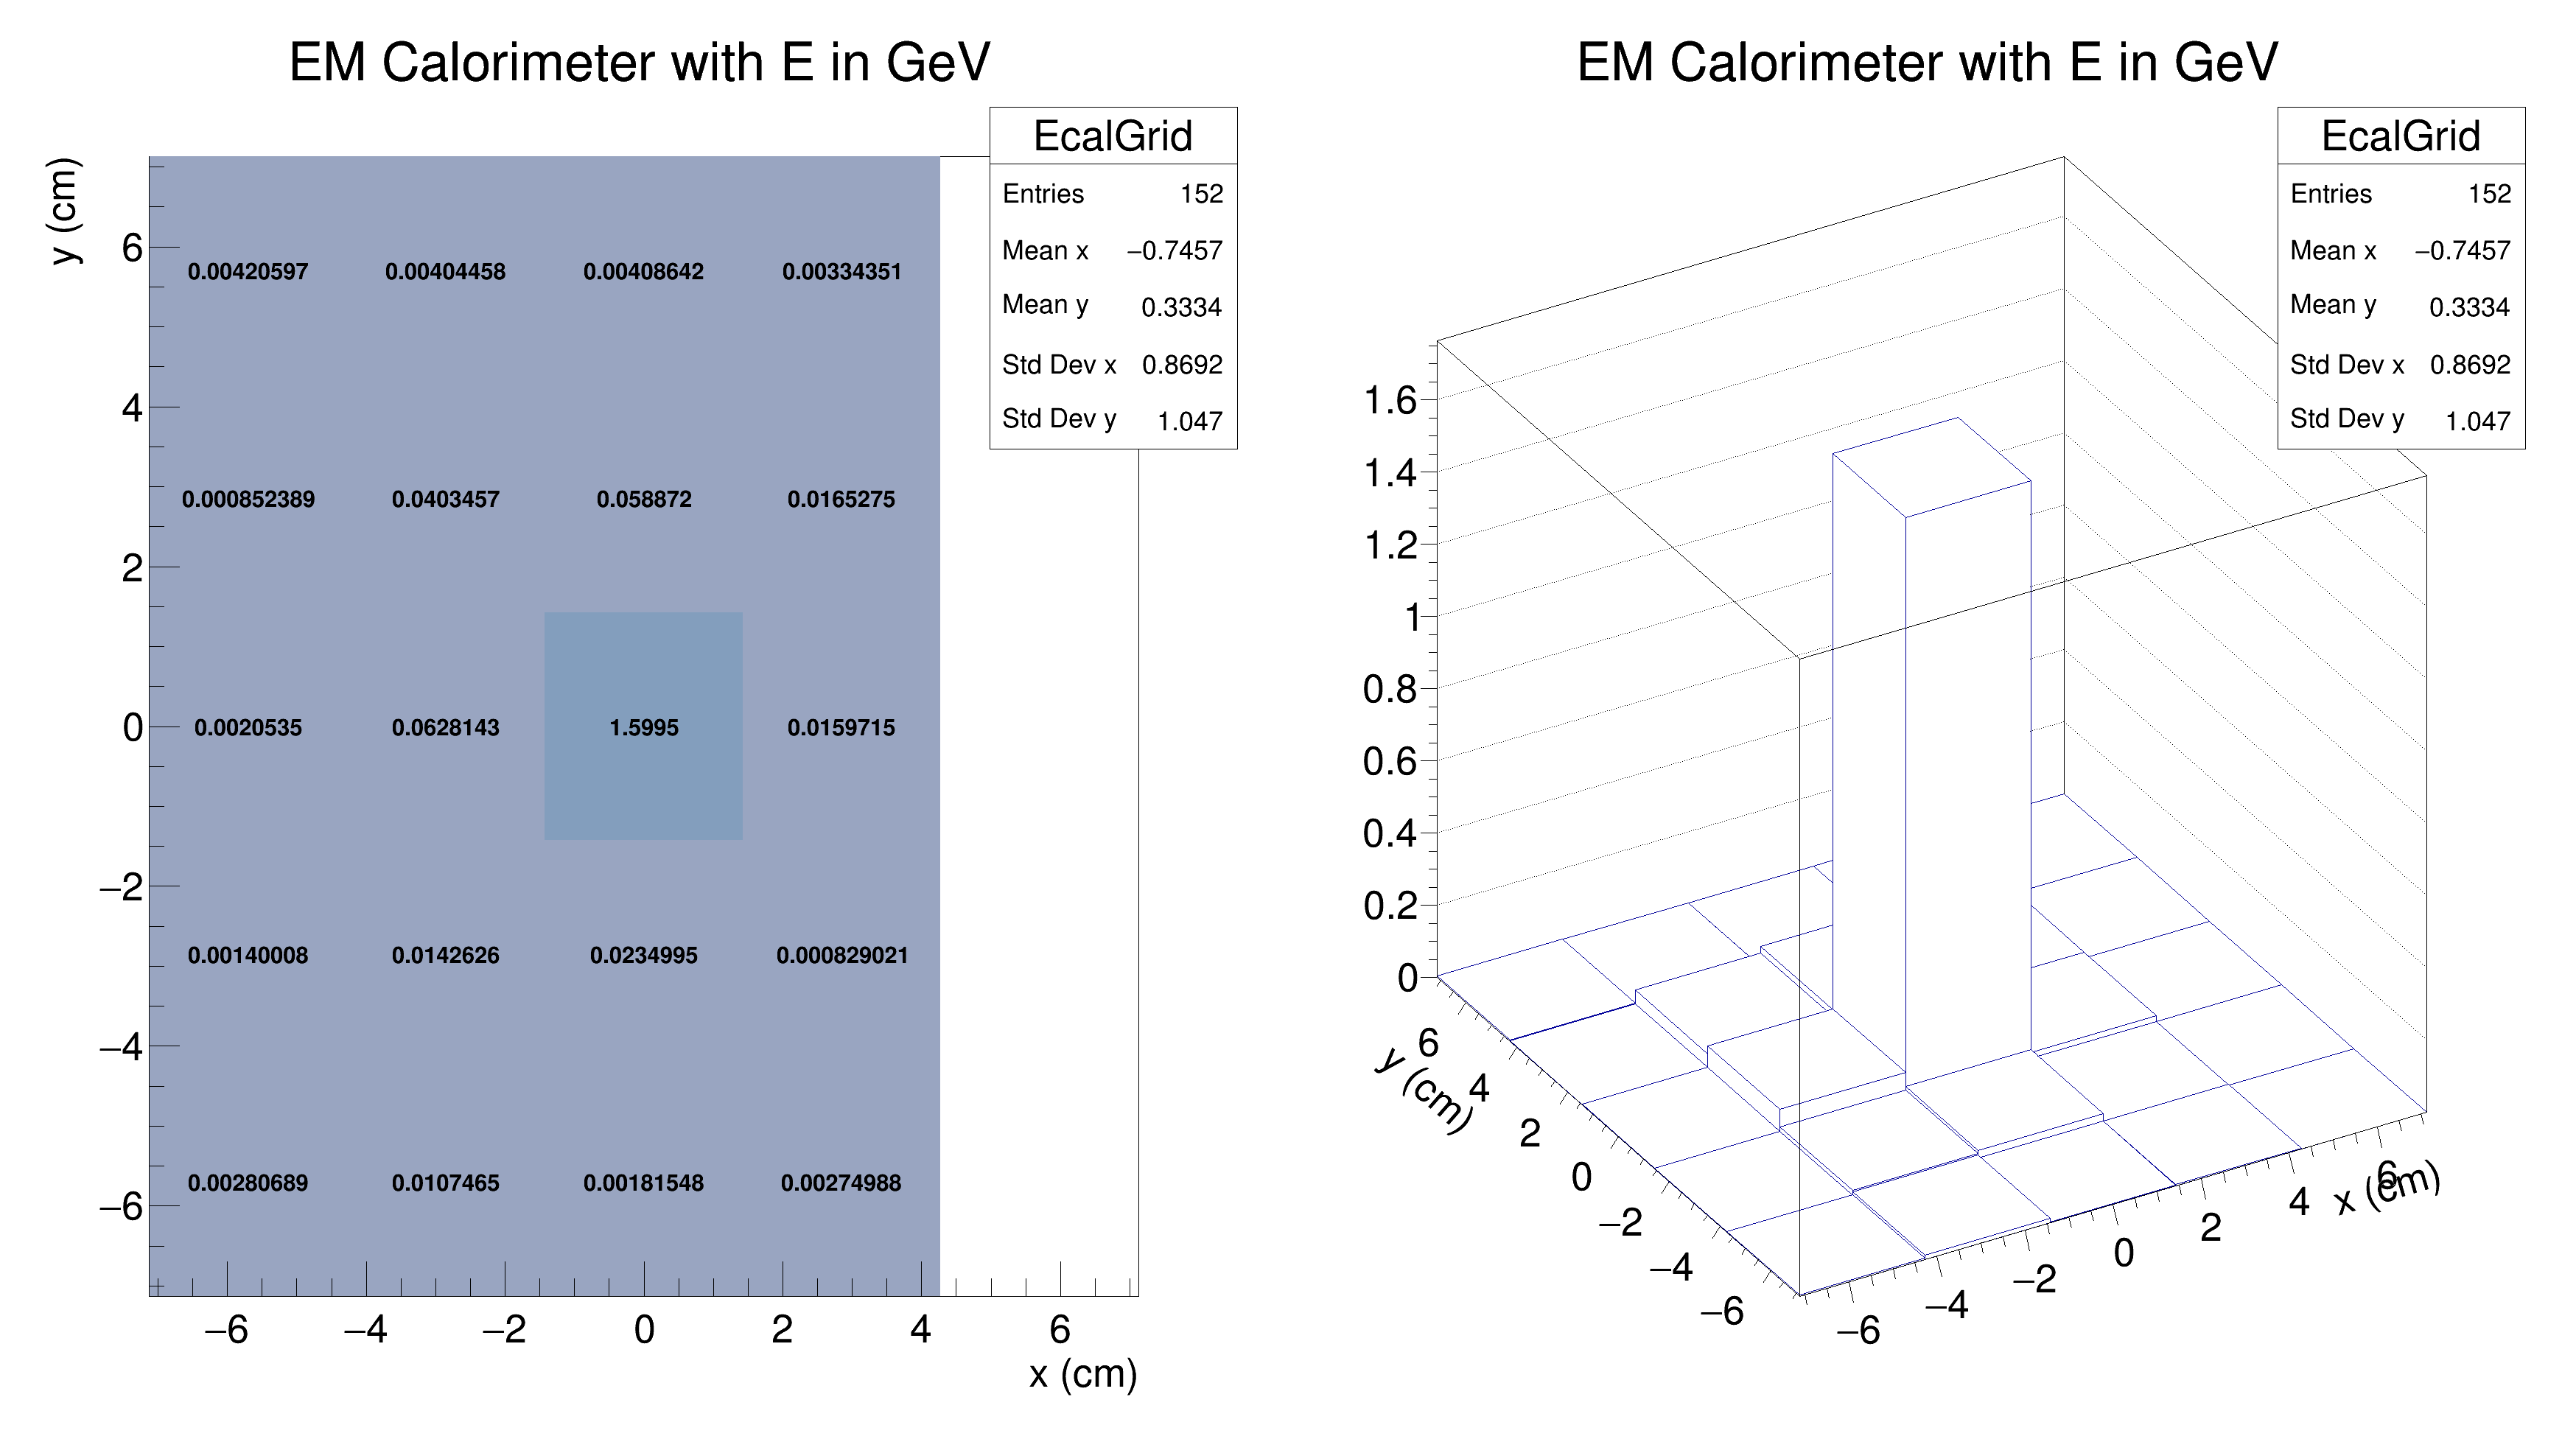 EM Calorimeter with E in GeV
EcalGrid
Entries 152
Mean x −0.7457
Mean y 0.3334
Std Dev x 0.8692
Std Dev y 1.047
y (cm)
6
4
2
0
−2
−4
−6
0.00420597 0.00404458 0.00408642 0.00334351
0.000852389 0.0403457 0.058872 0.0165275
0.0020535 0.0628143 1.5995 0.0159715
0.00140008 0.0142626 0.0234995 0.000829021
0.00280689 0.0107465 0.00181548 0.00274988
−6 −4 −2 0 2 4 6
x (cm)
EM Calorimeter with E in GeV
EcalGrid
Entries 152
Mean x −0.7457
Mean y 0.3334
Std Dev x 0.8692
Std Dev y 1.047
1.6
1.4
1.2
1
0.8
0.6
0.4
0.2
0
y (cm)
6
4
2
0
−2
−4
−6
−6
−4
−2
0
2
4
6
x (cm)